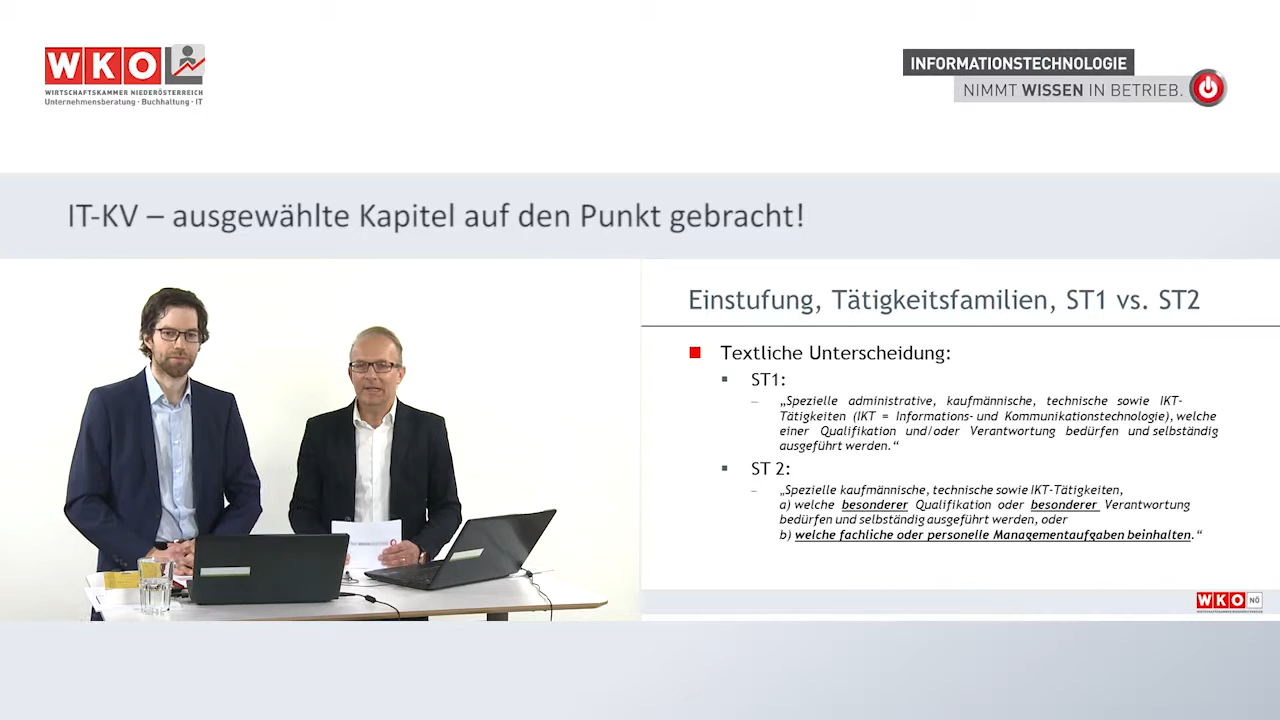 WKO
WIRTSCHAFTSKAMMER NIEDERÖSTERREICH
Unternehmensberatung · Buchhaltung · IT
INFORMATIONSTECHNOLOGIE
NIMMT WISSEN IN BETRIEB.
IT-KV – ausgewählte Kapitel auf den Punkt gebracht!
Einstufung, Tätigkeitsfamilien, ST1 vs. ST2
Textliche Unterscheidung:
ST1:
„Spezielle administrative, kaufmännische, technische sowie IKT-
Tätigkeiten (IKT = Informations- und Kommunikationstechnologie), welche
einer Qualifikation und/oder Verantwortung bedürfen und selbständig
ausgeführt werden.“
ST 2:
„Spezielle kaufmännische, technische sowie IKT-Tätigkeiten,
a) welche besonderer Qualifikation oder besonderer Verantwortung
bedürfen und selbständig ausgeführt werden, oder
b) welche fachliche oder personelle Managementaufgaben beinhalten.“
WKO NÖ
WIRTSCHAFTSKAMMER NIEDERÖSTERREICH